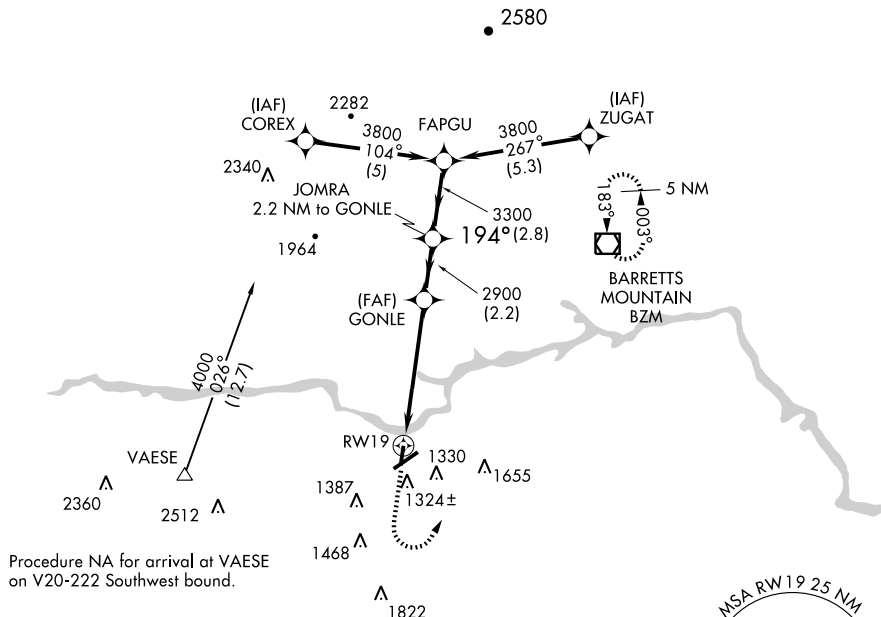 2580
(IAF)
COREX
2282
3800
104°
(5)
FAPGU
3800
267°
(5.3)
(IAF)
ZUGAT
2340
JOMRA
2.2 NM to GONLE
1964
3300
194° (2.8)
183°
003°
5 NM
BARRETTS
MOUNTAIN
BZM
(FAF)
GONLE
2900
(2.2)
4000
026°
(12.7)
VAESE
2360
2512
RW19
1330
1655
1387
1324 ±
1468
1822
Procedure NA for arrival at VAESE
on V20-222 Southwest bound.
MSA RW19 25 NM